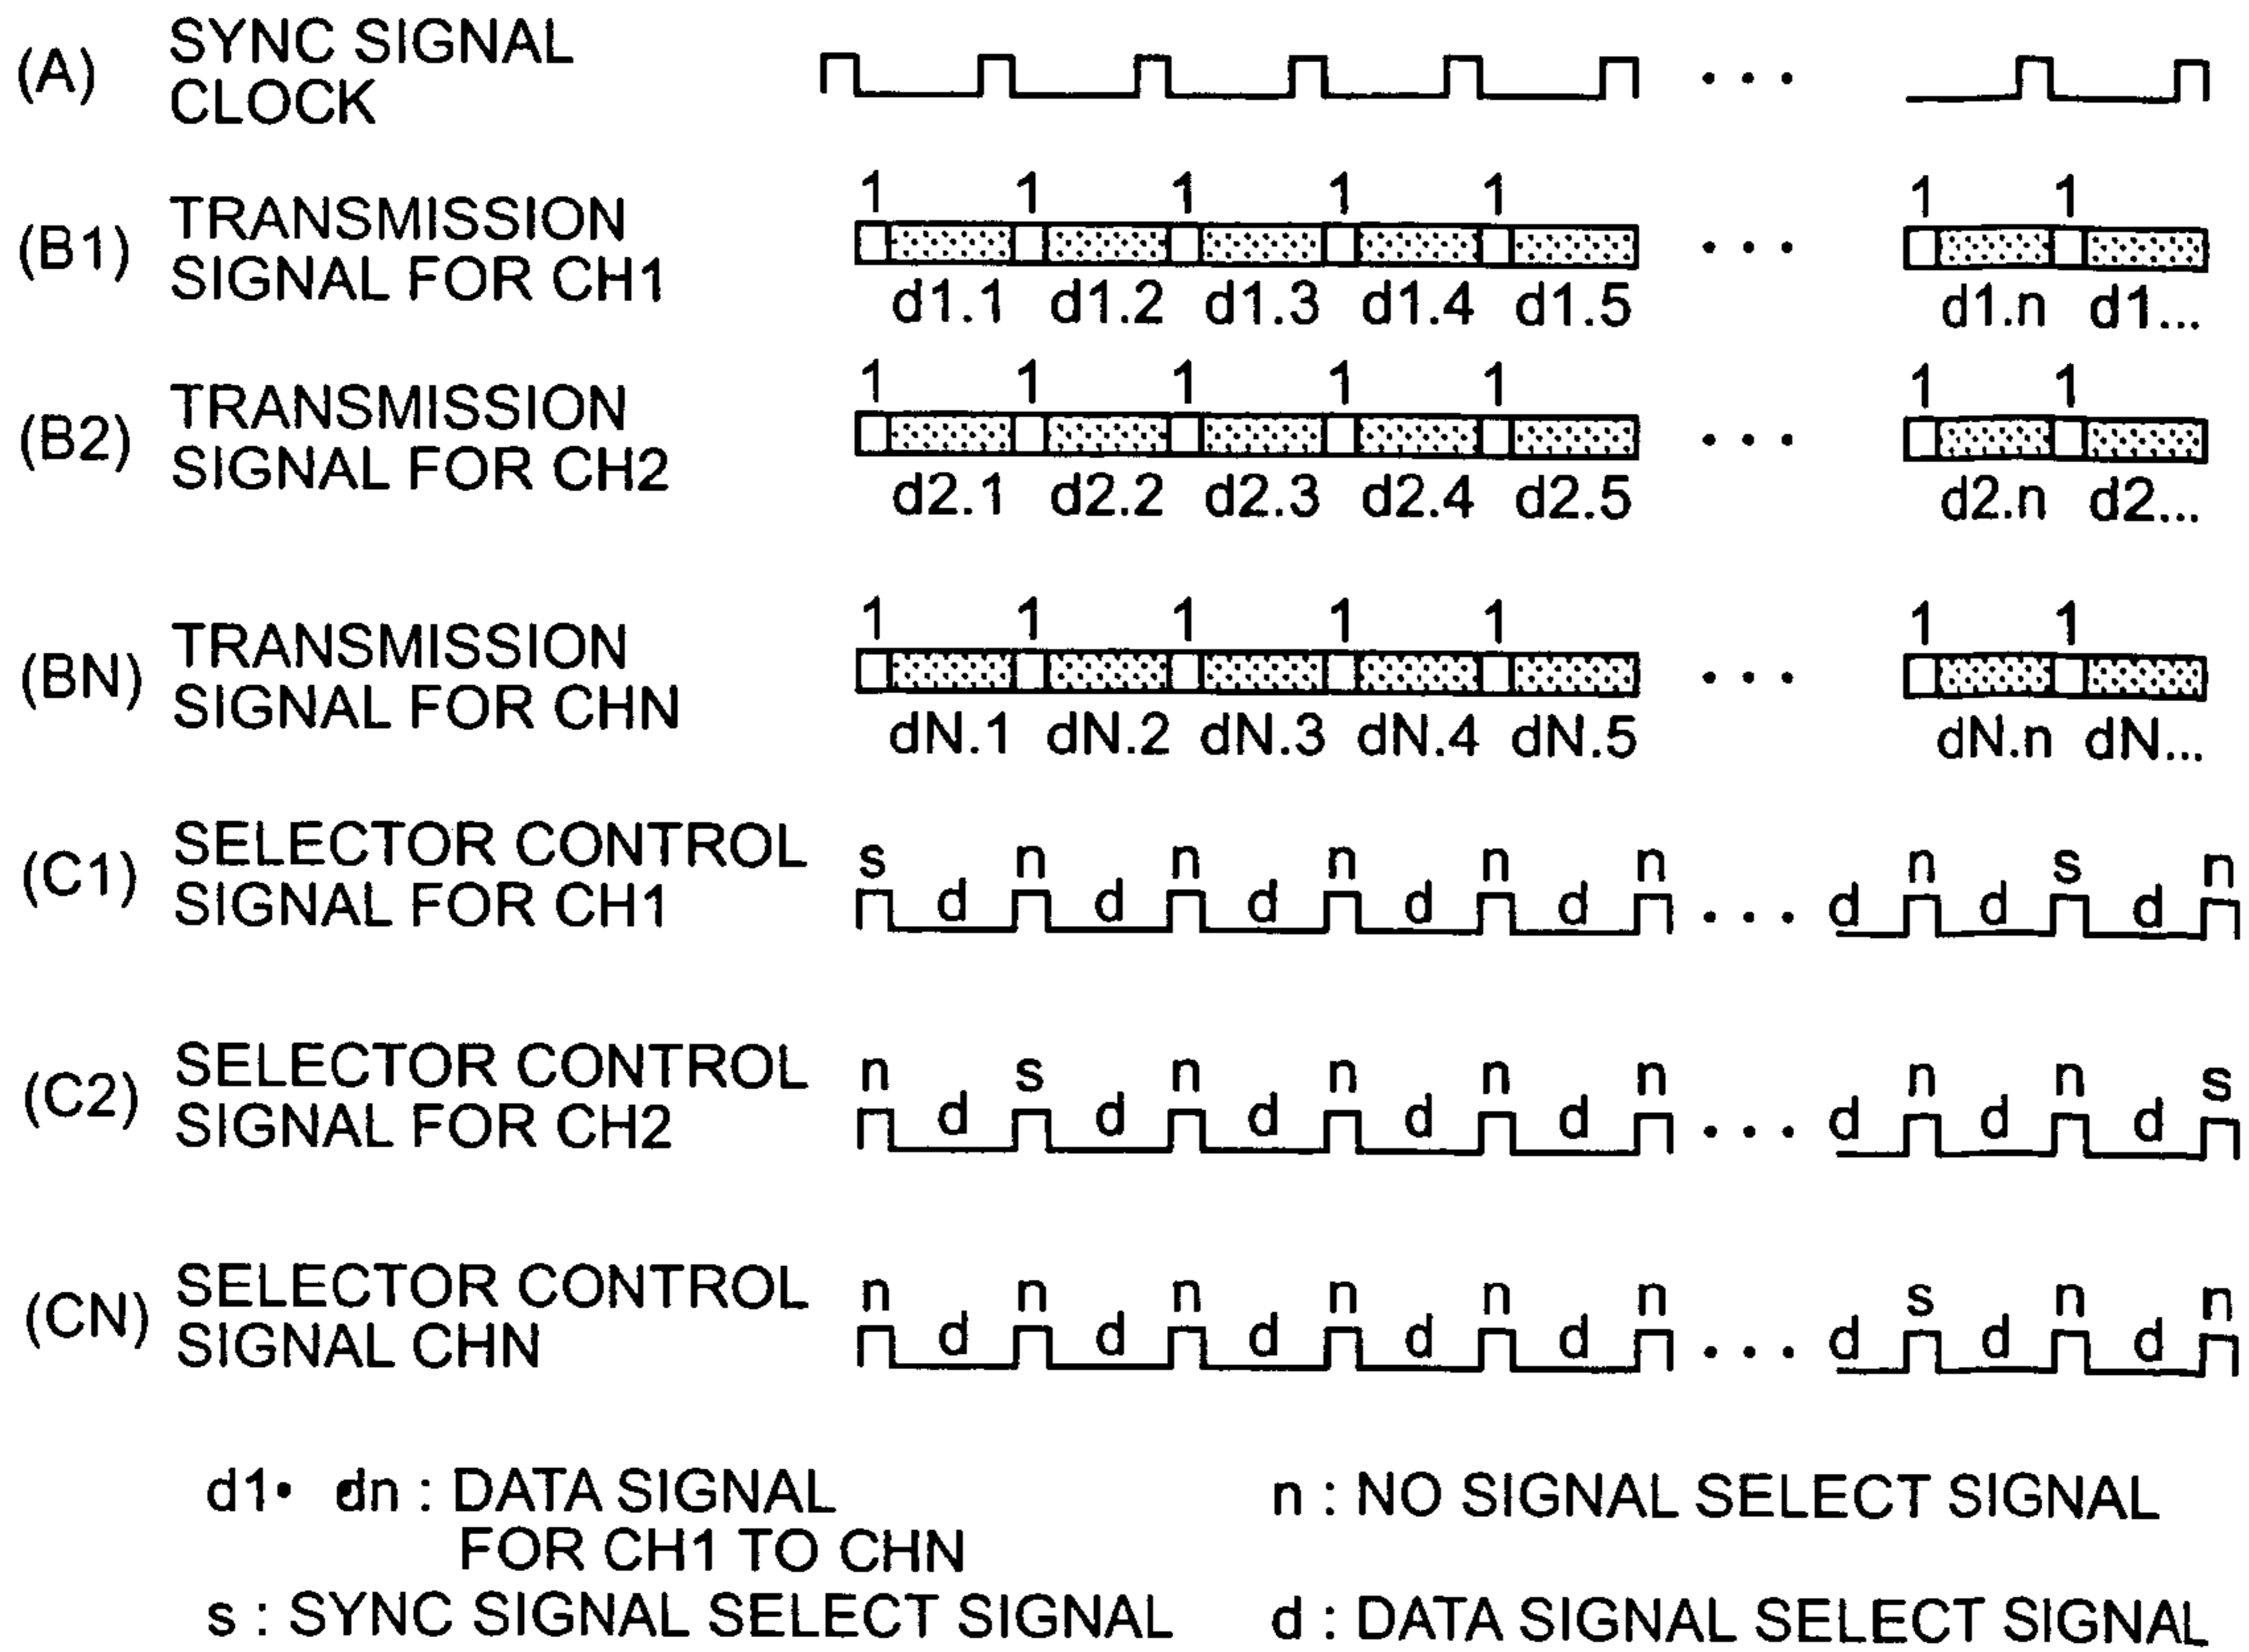 (A) SYNC SIGNAL
CLOCK
. . .
1 1 1 1 1 1 1
(B1) TRANSMISSION
SIGNAL FOR CH1
. . .
d1.1 d1.2 d1.3 d1.4 d1.5 d1.n d1...
1 1 1 1 1 1 1
(B2) TRANSMISSION
SIGNAL FOR CH2
. . .
d2.1 d2.2 d2.3 d2.4 d2.5 d2.n d2...
1 1 1 1 1 1 1
(BN) TRANSMISSION
SIGNAL FOR CHN
. . .
dN.1 dN.2 dN.3 dN.4 dN.5 dN.n dN...
(C1) SELECTOR CONTROL
SIGNAL FOR CH1
s n n n n n n s n
d d d d d . . . d d d
(C2) SELECTOR CONTROL
SIGNAL FOR CH2
n s n n n n n n s
d d d d d . . . d d d
(CN) SELECTOR CONTROL
SIGNAL CHN
n n n n n n s n n
d d d d d . . . d d d
d1• dn : DATA SIGNAL
FOR CH1 TO CHN
n : NO SIGNAL SELECT SIGNAL
s : SYNC SIGNAL SELECT SIGNAL
d : DATA SIGNAL SELECT SIGNAL